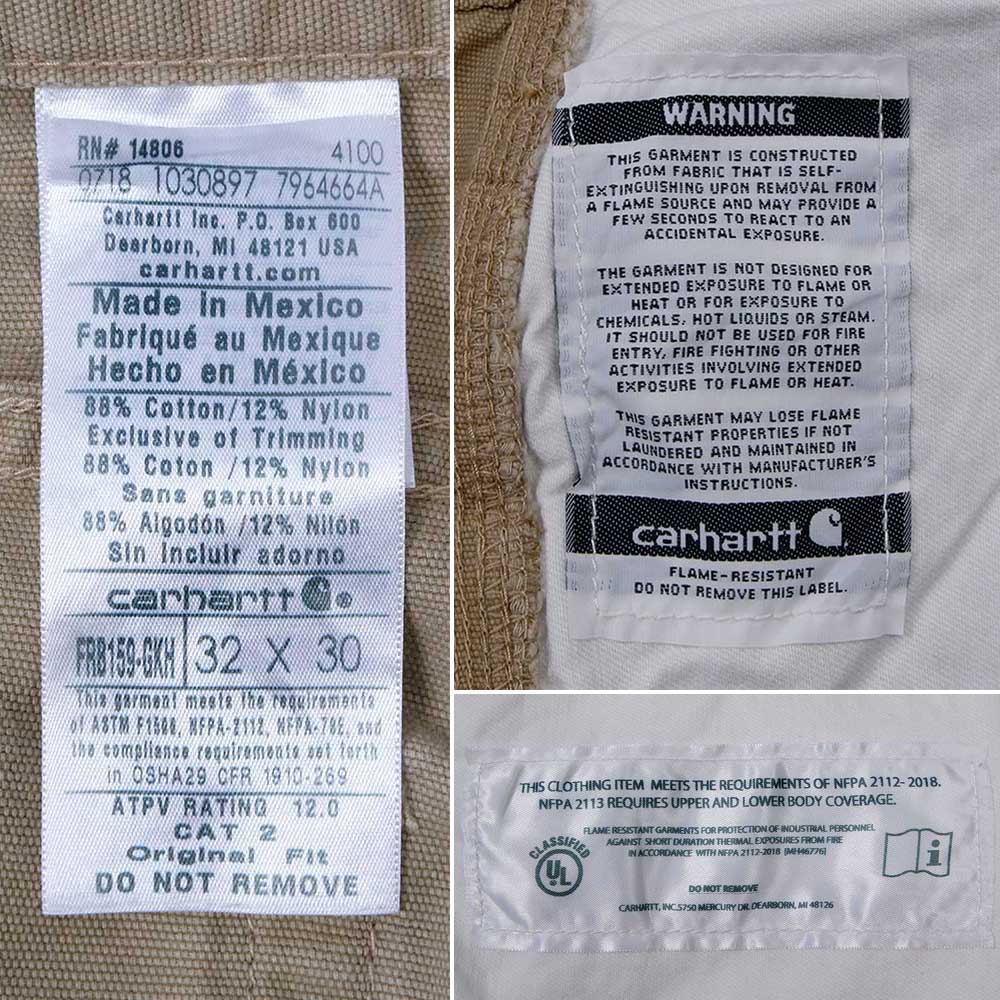 RN# 14806 4100
0718 1030897 7964664A
Carhartt Inc. P.O. Box 600
Dearborn, MI 48121 USA
carhartt.com
Made in Mexico
Fabriqué au Mexique
Hecho en México
88% Cotton/12% Nylon
Exclusive of Trimming
88% Coton /12% Nylon
Sans garniture
88% Algodón /12% Nilón
Sin Incluir adorno
carhartt ®
FRB159-GKH 32 X 30
This garment meets the requirements
of ASTM F1506, NFPA-2112, NFPA-70E, and
the compliance requirements set forth
in OSHA29 CFR 1910-269
ATPV RATING 12.0
CAT 2
Original Fit
DO NOT REMOVE
WARNING
THIS GARMENT IS CONSTRUCTED
FROM FABRIC THAT IS SELF-
EXTINGUISHING UPON REMOVAL FROM
A FLAME SOURCE AND MAY PROVIDE A
FEW SECONDS TO REACT TO AN
ACCIDENTAL EXPOSURE.
THE GARMENT IS NOT DESIGNED FOR
EXTENDED EXPOSURE TO FLAME OR
HEAT OR FOR EXPOSURE TO
CHEMICALS, HOT LIQUIDS OR STEAM.
IT SHOULD NOT BE USED FOR FIRE
ENTRY, FIRE FIGHTING OR OTHER
ACTIVITIES INVOLVING EXTENDED
EXPOSURE TO FLAME OR HEAT.
THIS GARMENT MAY LOSE FLAME
RESISTANT PROPERTIES IF NOT
LAUNDERED AND MAINTAINED IN
ACCORDANCE WITH MANUFACTURER'S
INSTRUCTIONS.
carhartt
FLAME-RESISTANT
DO NOT REMOVE THIS LABEL.
THIS CLOTHING ITEM MEETS THE REQUIREMENTS OF NFPA 2112- 2018.
NFPA 2113 REQUIRES UPPER AND LOWER BODY COVERAGE.
FLAME RESISTANT GARMENTS FOR PROTECTION OF INDUSTRIAL PERSONNEL
AGAINST SHORT DURATION THERMAL EXPOSURES FROM FIRE
IN ACCORDANCE WITH NFPA 2112-2018 [MH46776]
CLASSIFIED
UL
i
DO NOT REMOVE
CARHARTT, INC.5750 MERCURY DR. DEARBORN, MI 48126